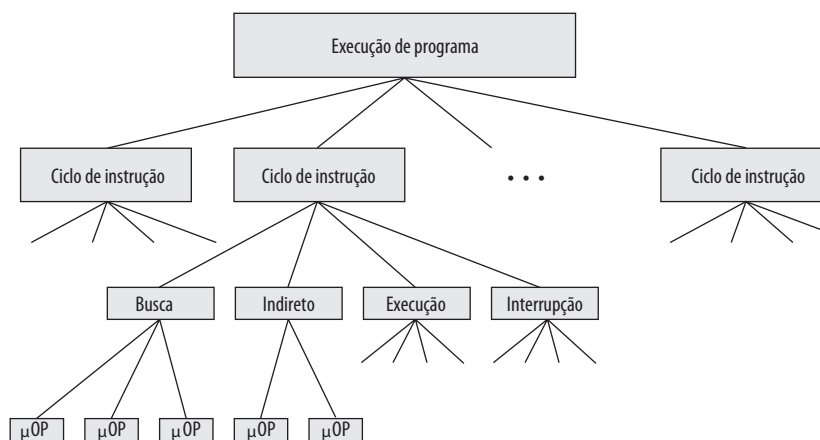 Execução de programa
Ciclo de instrução
Ciclo de instrução
• • •
Ciclo de instrução
Busca
Indireto
Execução
Interrupção
µOP
µOP
µOP
µOP
µOP